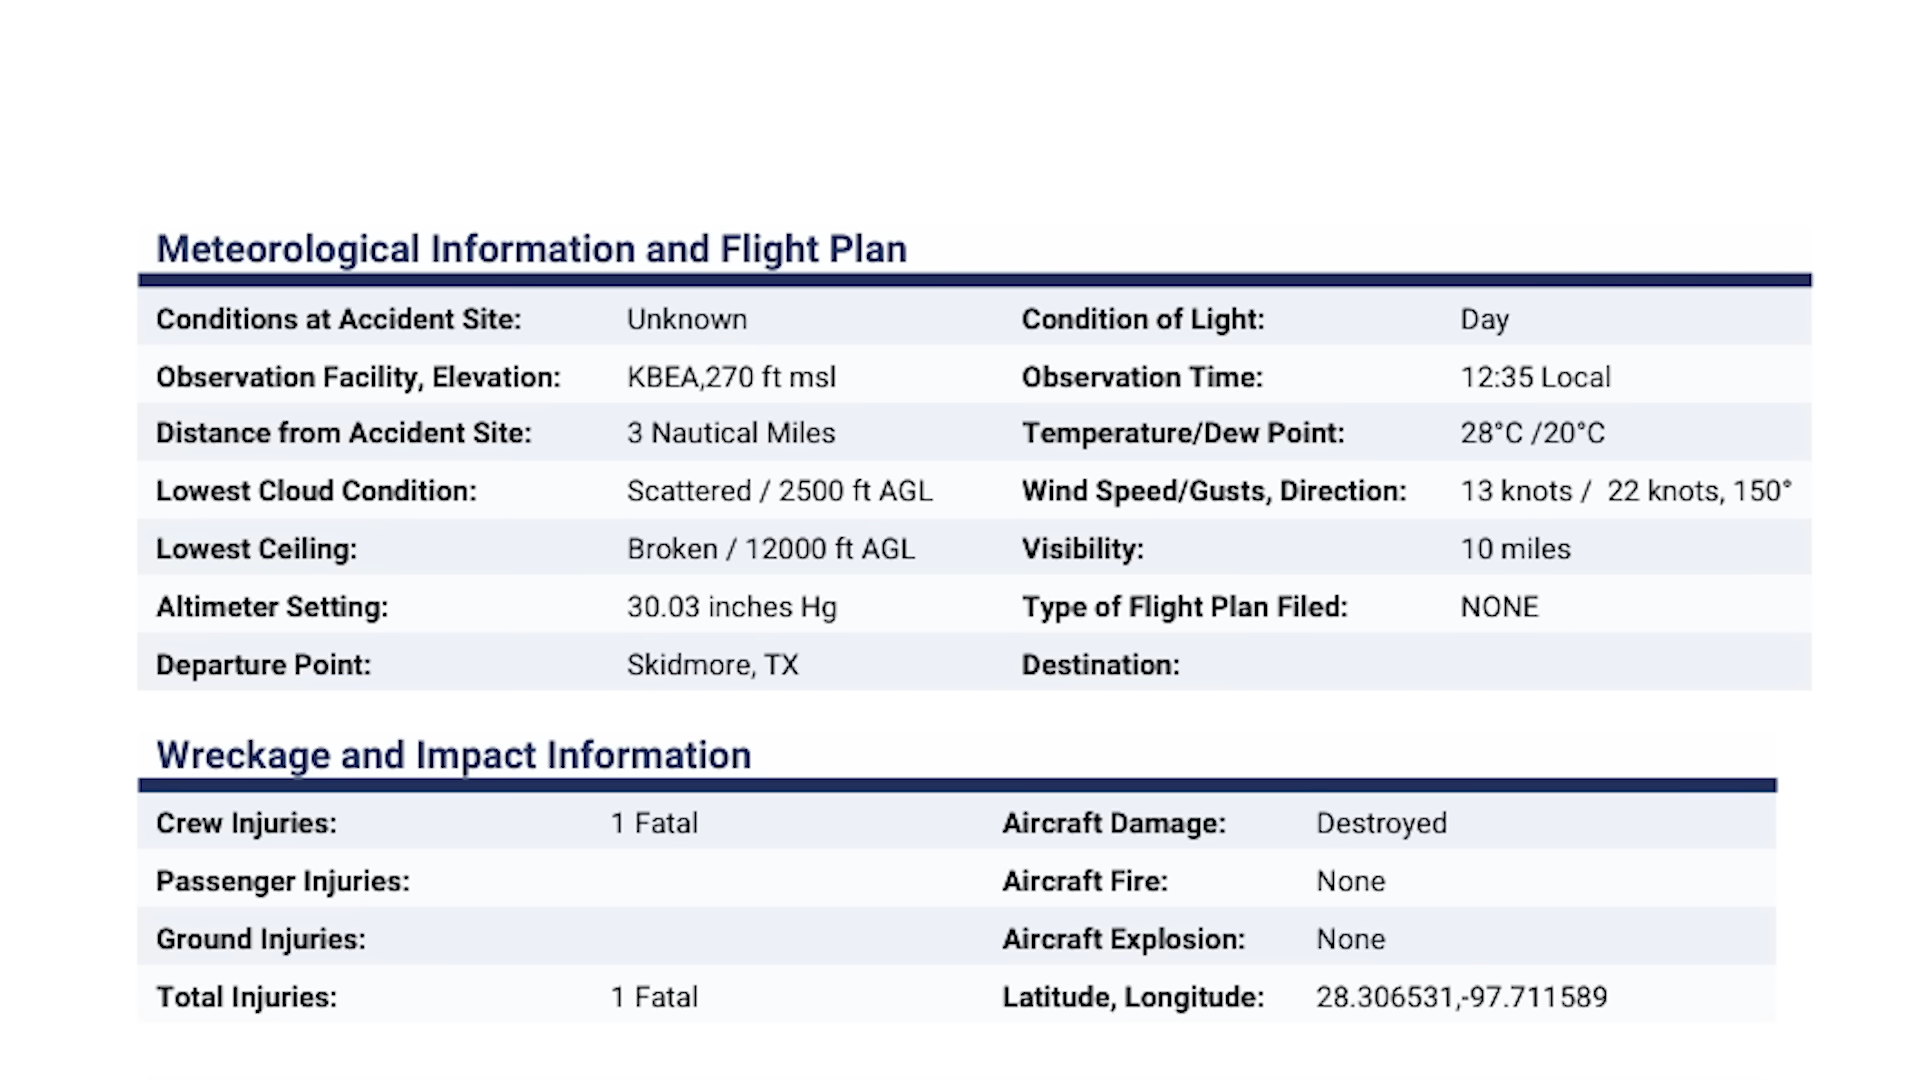 Meteorological Information and Flight Plan
Conditions at Accident Site: Unknown Condition of Light: Day
Observation Facility, Elevation: KBEA,270 ft msl Observation Time: 12:35 Local
Distance from Accident Site: 3 Nautical Miles Temperature/Dew Point: 28°C /20°C
Lowest Cloud Condition: Scattered / 2500 ft AGL Wind Speed/Gusts, Direction: 13 knots / 22 knots, 150°
Lowest Ceiling: Broken / 12000 ft AGL Visibility: 10 miles
Altimeter Setting: 30.03 inches Hg Type of Flight Plan Filed: NONE
Departure Point: Skidmore, TX Destination:
Wreckage and Impact Information
Crew Injuries: 1 Fatal Aircraft Damage: Destroyed
Passenger Injuries: Aircraft Fire: None
Ground Injuries: Aircraft Explosion: None
Total Injuries: 1 Fatal Latitude, Longitude: 28.306531,-97.711589